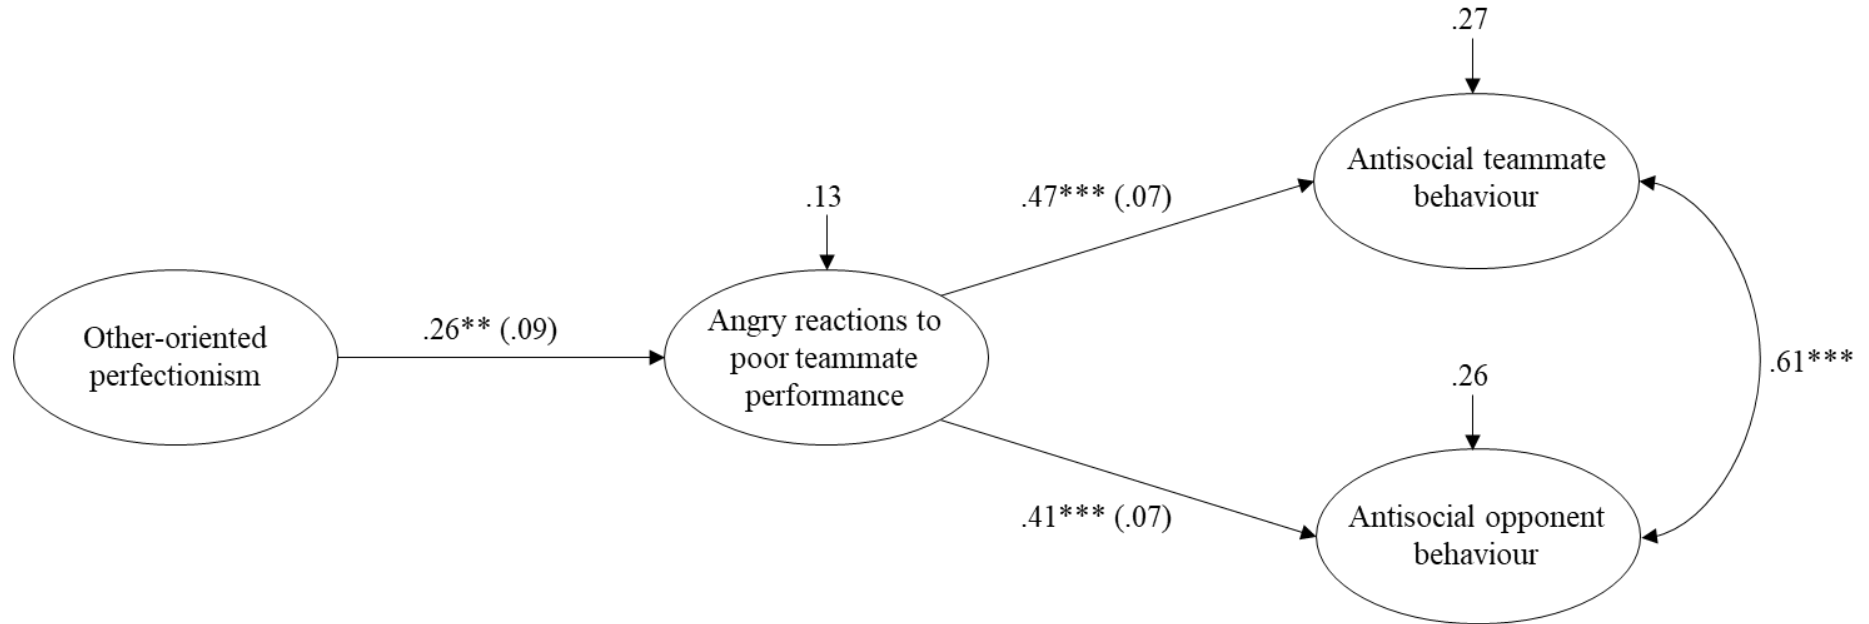 .27
Antisocial teammate
behaviour
.47*** (.07)
.13
Other-oriented
perfectionism
.26** (.09)
Angry reactions to
poor teammate
performance
.61***
.26
.41*** (.07)
Antisocial opponent
behaviour